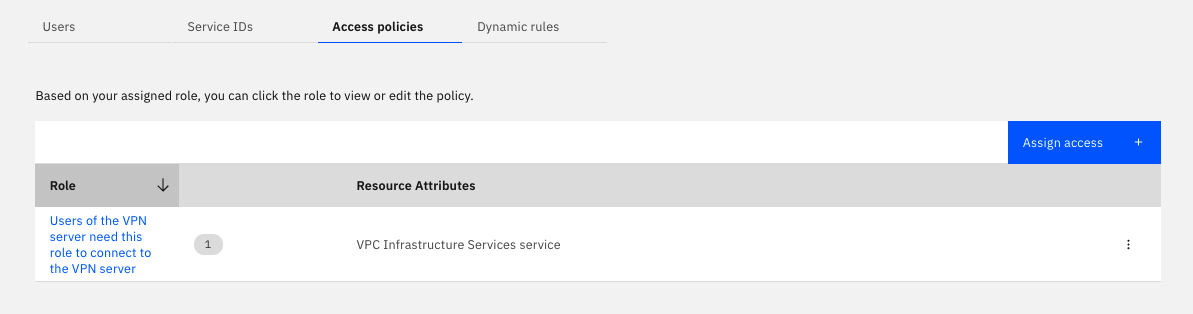 Users
Service IDs
Access policies
Dynamic rules
Based on your assigned role, you can click the role to view or edit the policy.
Assign access +
Role
Resource Attributes
Users of the VPN
server need this
role to connect to
the VPN server
1
VPC Infrastructure Services service